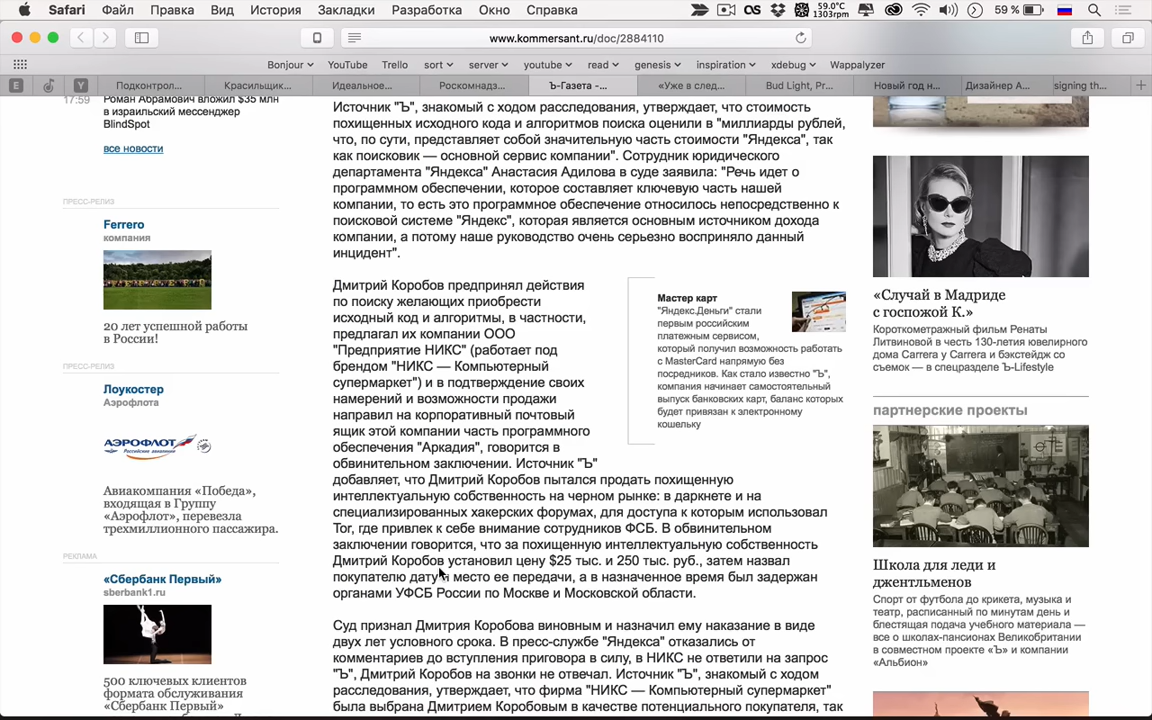 Safari Файл Правка Вид История Закладки Разработка Окно Справка
59.0°C
1303rpm
59 %
www.kommersant.ru/doc/2884110
Bonjour YouTube Trello sort server youtube read genesis inspiration xdebug Wappalyzer
Подконтрол... Красильщик... Идеальное... Роскомнадз... Ъ-Газета -... «Уже в след... Bud Light, Pr... Новый год н... Дизайнер A... signing th...
17:59
Роман Абрамович вложил $35 млн
в израильский мессенджер
BlindSpot
все новости
ПРЕСС-РЕЛИЗ
Ferrero
компания
20 лет успешной работы
в России!
ПРЕСС-РЕЛИЗ
Лоукостер
Аэрофлота
АЭРОФЛОТ
Российские авиалинии
Авиакомпания «Победа»,
входящая в Группу
«Аэрофлот», перевезла
трехмиллионного пассажира.
РЕКЛАМА
«Сбербанк Первый»
sberbank1.ru
500 ключевых клиентов
формата обслуживания
«Сбербанк Первый»
Источник "Ъ", знакомый с ходом расследования, утверждает, что стоимость
похищенных исходного кода и алгоритмов поиска оценили в "миллиарды рублей,
что, по сути, представляет собой значительную часть стоимости "Яндекса", так
как поисковик — основной сервис компании". Сотрудник юридического
департамента "Яндекса" Анастасия Адилова в суде заявила: "Речь идет о
программном обеспечении, которое составляет ключевую часть нашей
компании, то есть это программное обеспечение относилось непосредственно к
поисковой системе "Яндекс", которая является основным источником дохода
компании, а потому наше руководство очень серьезно восприняло данный
инцидент".
Дмитрий Коробов предпринял действия
по поиску желающих приобрести
исходный код и алгоритмы, в частности,
предлагал их компании ООО
"Предприятие НИКС" (работает под
брендом "НИКС — Компьютерный
супермаркет") и в подтверждение своих
намерений и возможности продажи
направил на корпоративный почтовый
ящик этой компании часть программного
обеспечения "Аркадия", говорится в
обвинительном заключении. Источник "Ъ"
добавляет, что Дмитрий Коробов пытался продать похищенную
интеллектуальную собственность на черном рынке: в даркнете и на
специализированных хакерских форумах, для доступа к которым использовал
Tor, где привлек к себе внимание сотрудников ФСБ. В обвинительном
заключении говорится, что за похищенную интеллектуальную собственность
Дмитрий Коробов установил цену $25 тыс. и 250 тыс. руб., затем назвал
покупателю дату и место ее передачи, а в назначенное время был задержан
органами УФСБ России по Москве и Московской области.
Суд признал Дмитрия Коробова виновным и назначил ему наказание в виде
двух лет условного срока. В пресс-службе "Яндекса" отказались от
комментариев до вступления приговора в силу, в НИКС не ответили на запрос
"Ъ", Дмитрий Коробов на звонки не отвечал. Источник "Ъ", знакомый с ходом
расследования, утверждает, что фирма "НИКС — Компьютерный супермаркет"
была выбрана Дмитрием Коробовым в качестве потенциального покупателя, так
Мастер карт
"Яндекс.Деньги" стали
первым российским
платежным сервисом,
который получил возможность работать
с MasterCard напрямую без
посредников. Как стало известно "Ъ",
компания начинает самостоятельный
выпуск банковских карт, баланс которых
будет привязан к электронному
кошельку
«Случай в Мадриде
с госпожой К.»
Короткометражный фильм Ренаты
Литвиновой в честь 130-летия ювелирного
дома Carrera y Carrera и бэкстейдж со
съемок — в спецразделе Ъ-Lifestyle
партнерские проекты
Школа для леди и
джентльменов
Спорт от футбола до крикета, музыка и
театр, расписанный по минутам день и
блестящая подача учебного материала —
все о школах-пансионах Великобритании
в совместном проекте «Ъ» и компании
«Альбион»